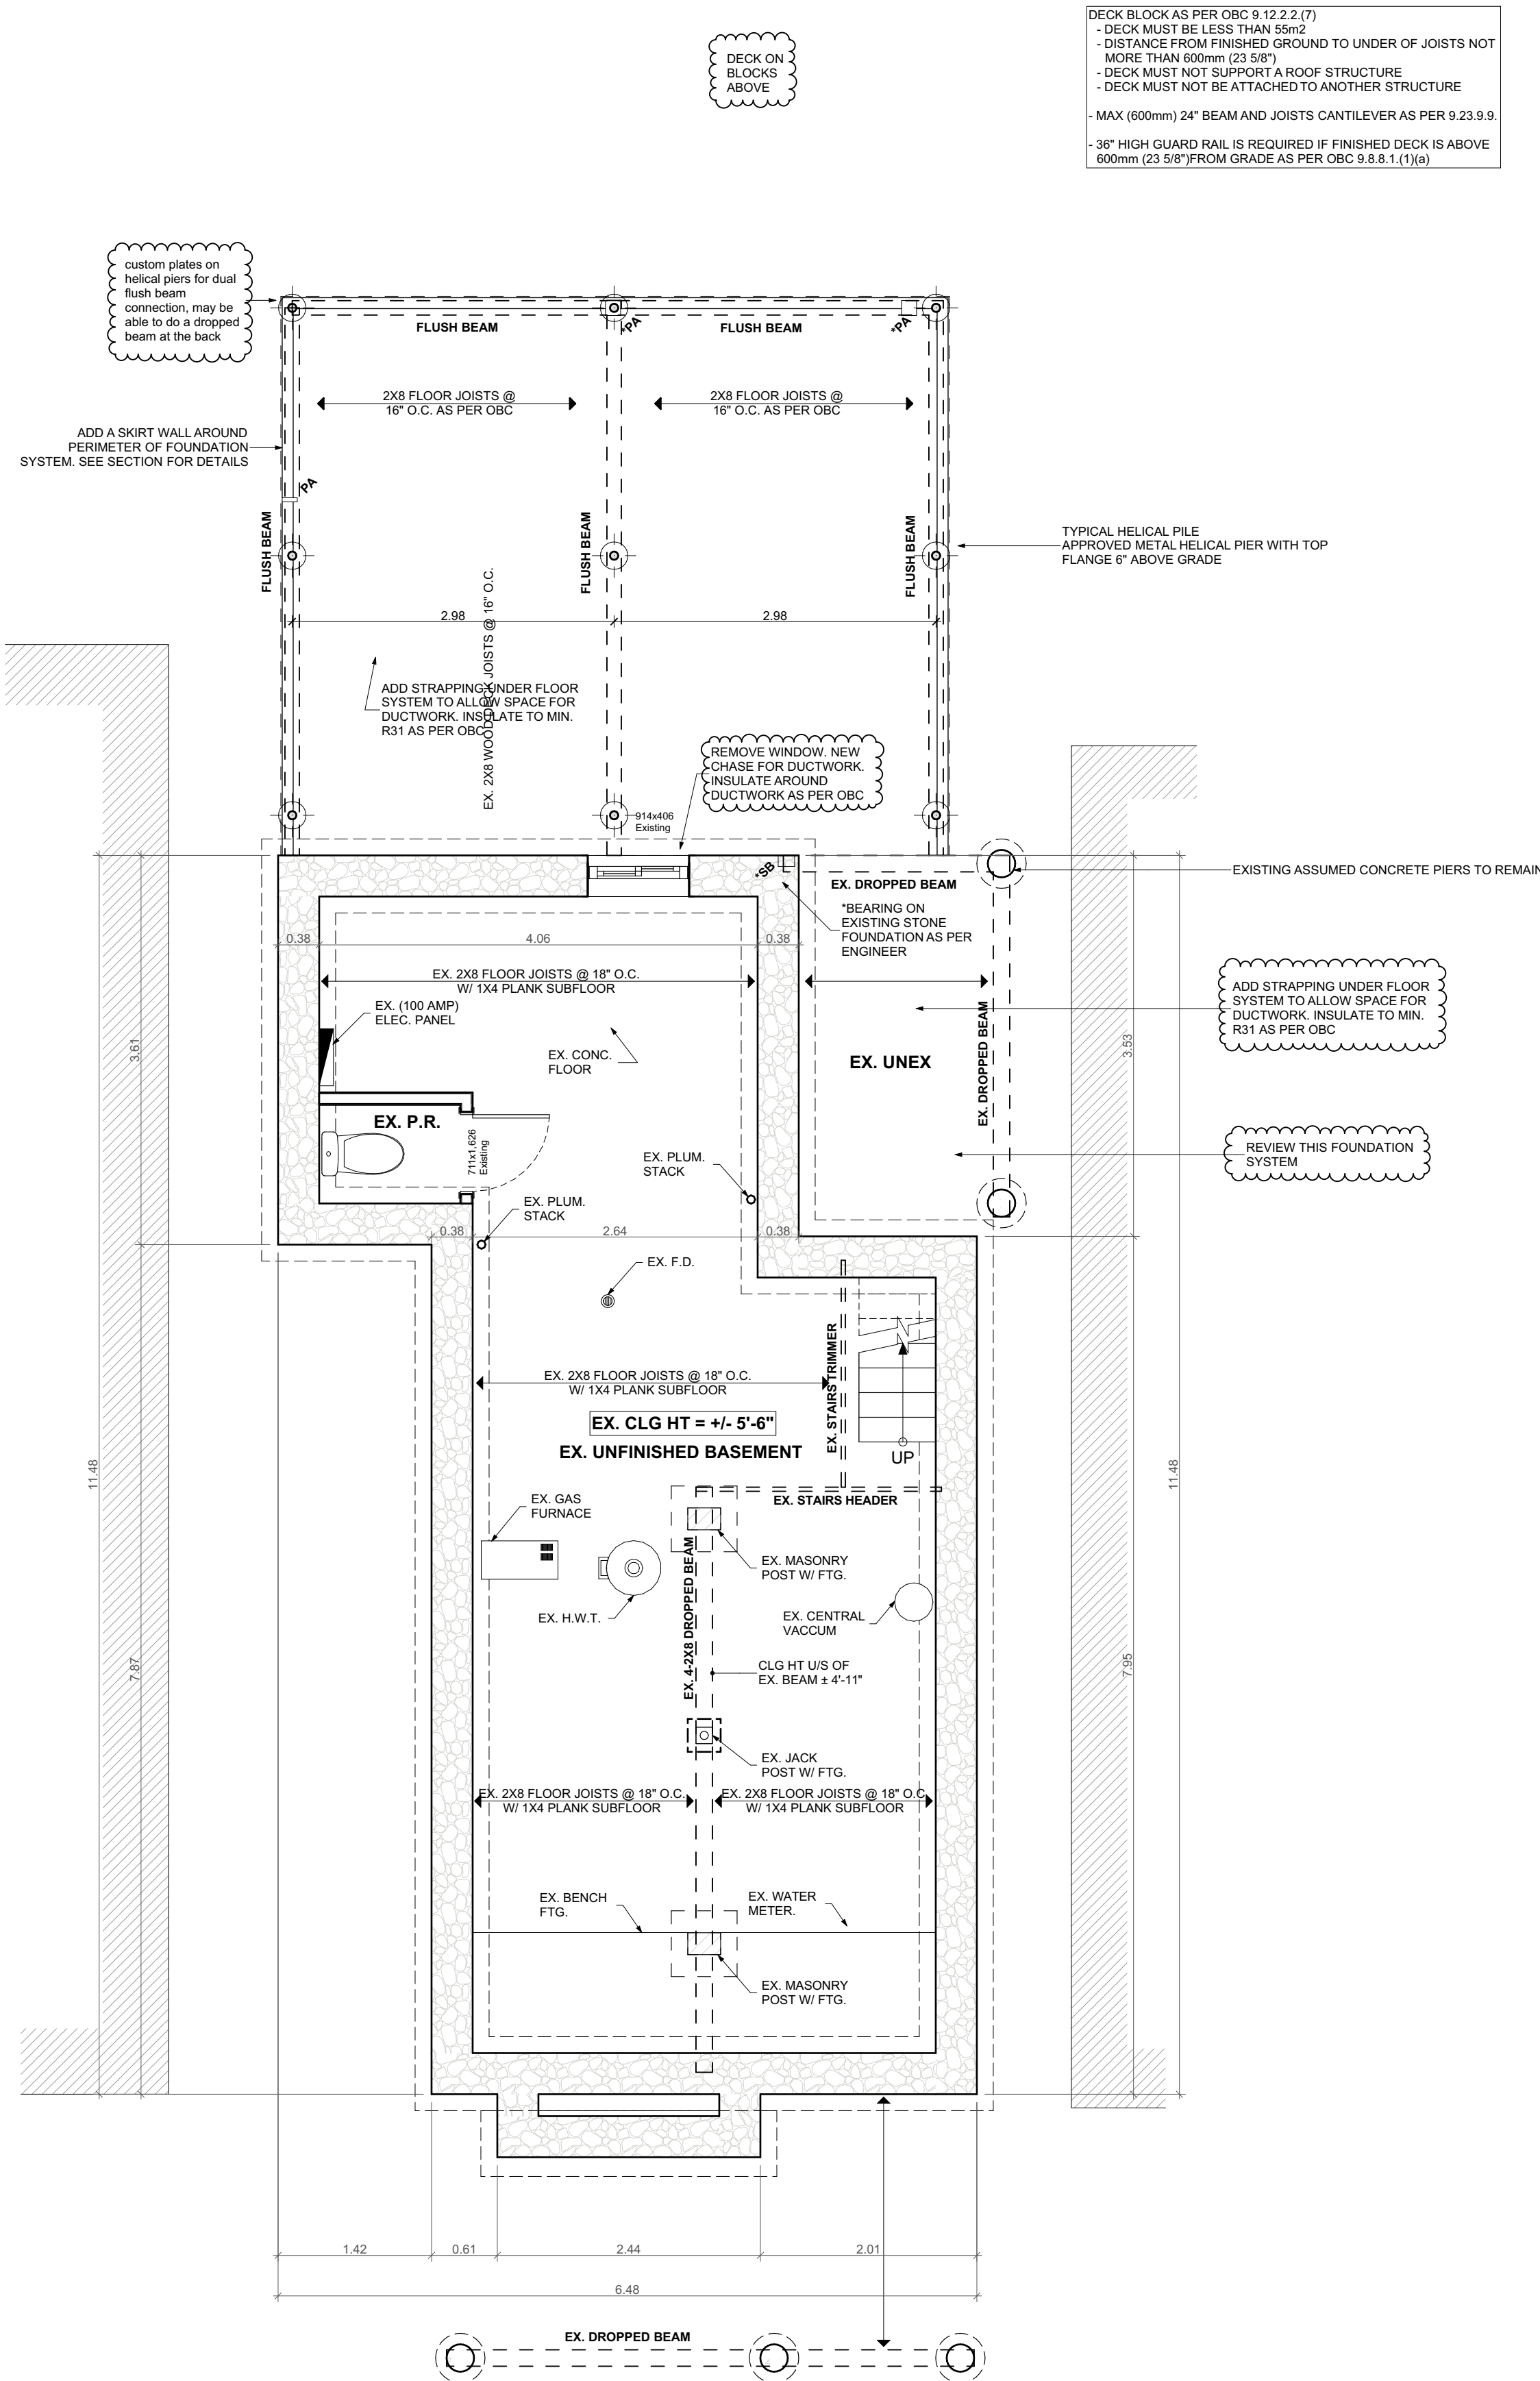 DECK BLOCK AS PER OBC 9.12.2.2.(7)
- DECK MUST BE LESS THAN 55m2
- DISTANCE FROM FINISHED GROUND TO UNDER OF JOISTS NOT
MORE THAN 600mm (23 5/8")
- DECK MUST NOT SUPPORT A ROOF STRUCTURE
- DECK MUST NOT BE ATTACHED TO ANOTHER STRUCTURE
- MAX (600mm) 24" BEAM AND JOISTS CANTILEVER AS PER 9.23.9.9.
- 36" HIGH GUARD RAIL IS REQUIRED IF FINISHED DECK IS ABOVE
600mm (23 5/8")FROM GRADE AS PER OBC 9.8.8.1.(1)(a)
DECK ON
BLOCKS
ABOVE
custom plates on
helical piers for dual
flush beam
connection, may be
able to do a dropped
beam at the back
FLUSH BEAM
*PA
FLUSH BEAM
*PA
2X8 FLOOR JOISTS @
16" O.C. AS PER OBC
2X8 FLOOR JOISTS @
16" O.C. AS PER OBC
ADD A SKIRT WALL AROUND
PERIMETER OF FOUNDATION
SYSTEM. SEE SECTION FOR DETAILS
*PA
FLUSH BEAM
FLUSH BEAM
FLUSH BEAM
TYPICAL HELICAL PILE
APPROVED METAL HELICAL PIER WITH TOP
FLANGE 6" ABOVE GRADE
2.98
2.98
EX. 2X8 WOOD DECK JOISTS @ 16" O.C.
ADD STRAPPING UNDER FLOOR
SYSTEM TO ALLOW SPACE FOR
DUCTWORK. INSULATE TO MIN.
R31 AS PER OBC
REMOVE WINDOW. NEW
CHASE FOR DUCTWORK.
INSULATE AROUND
DUCTWORK AS PER OBC
914x406
Existing
*SB
EX. DROPPED BEAM
EXISTING ASSUMED CONCRETE PIERS TO REMAIN
*BEARING ON
EXISTING STONE
FOUNDATION AS PER
ENGINEER
0.38
4.06
0.38
EX. 2X8 FLOOR JOISTS @ 18" O.C.
W/ 1X4 PLANK SUBFLOOR
EX. (100 AMP)
ELEC. PANEL
EX. CONC.
FLOOR
EX. UNEX
EX. DROPPED BEAM
ADD STRAPPING UNDER FLOOR
SYSTEM TO ALLOW SPACE FOR
DUCTWORK. INSULATE TO MIN.
R31 AS PER OBC
3.61
3.53
EX. P.R.
711x1,626
Existing
REVIEW THIS FOUNDATION
SYSTEM
EX. PLUM.
STACK
EX. PLUM.
STACK
0.38
2.64
0.38
EX. F.D.
EX. STAIRS TRIMMER
EX. 2X8 FLOOR JOISTS @ 18" O.C.
W/ 1X4 PLANK SUBFLOOR
EX. CLG HT = +/- 5'-6"
EX. UNFINISHED BASEMENT
UP
11.48
11.48
EX. STAIRS HEADER
EX. GAS
FURNACE
EX. 4-2X8 DROPPED BEAM
EX. MASONRY
POST W/ FTG.
EX. H.W.T.
EX. CENTRAL
VACCUM
CLG HT U/S OF
EX. BEAM ± 4'-11"
7.87
7.95
EX. JACK
POST W/ FTG.
EX. 2X8 FLOOR JOISTS @ 18" O.C.
W/ 1X4 PLANK SUBFLOOR
EX. 2X8 FLOOR JOISTS @ 18" O.C.
W/ 1X4 PLANK SUBFLOOR
EX. BENCH
FTG.
EX. WATER
METER.
EX. MASONRY
POST W/ FTG.
1.42
0.61
2.44
2.01
6.48
EX. DROPPED BEAM